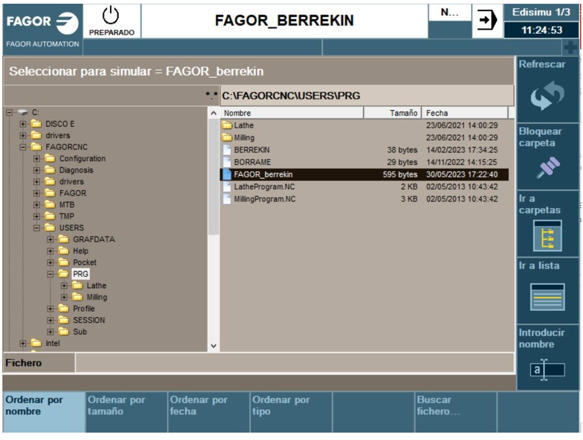 FAGOR
FAGOR AUTOMATION
PREPARADO
FAGOR_BERREKIN
N...
Edisimu 1/3
11:24:53
Seleccionar para simular = FAGOR_berrekin
*.*
C:\FAGORCNC\USERS\PRG
C:
DISCO E
drivers
FAGORCNC
Configuration
Diagnosis
drivers
FAGOR
MTB
TMP
USERS
GRAFDATA
Help
Pocket
PRG
Lathe
Milling
Profile
SESSION
Sub
Intel
Nombre Tamaño Fecha
Lathe 23/06/2021 14:00:29
Milling 23/06/2021 14:00:29
BERREKIN 38 bytes 14/02/2023 17:34:25
BORRAME 29 bytes 14/11/2022 14:15:25
FAGOR_berrekin 595 bytes 30/05/2023 17:22:40
LatheProgram.NC 2 KB 02/05/2013 10:43:42
MillingProgram.NC 3 KB 02/05/2013 10:43:42
Refrescar
Bloquear
carpeta
Ir a
carpetas
Ir a lista
Introducir
nombre
a
Fichero
Ordenar por
nombre
Ordenar por
tamaño
Ordenar por
fecha
Ordenar por
tipo
Buscar
fichero...